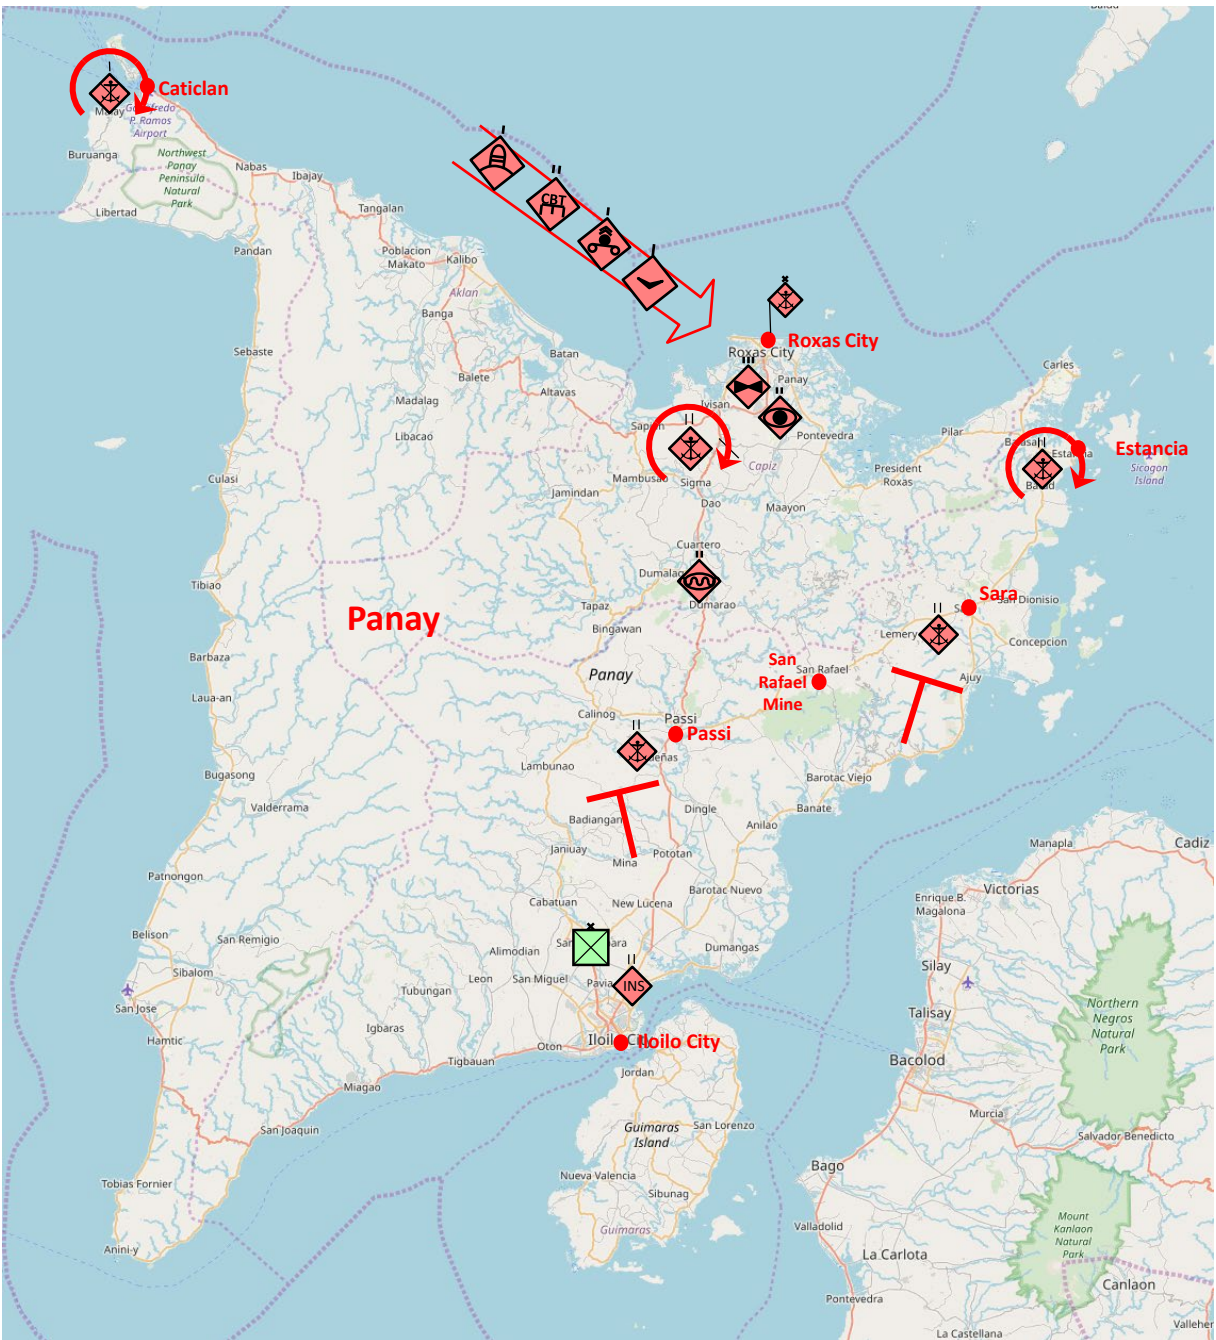 Caticlan
Malay
P. Ramos
Airport
Buruanga
Northwest
Panay
Peninsula
Natural
Park
Nabas
Ibajay
Libertad
Tangalan
Pandan
Poblacion
Makato
Kalibo
Aklan
Banga
CBT
Roxas City
Roxas City
Sebaste
Batan
Balete
Altavas
Madalag
Libacao
Ivisan
Panay
Pontevedra
Capiz
Carles
Pilar
Estancia
Sicogon
Island
Culasi
Mambusao
Sigma
Jamindan
Dao
Maayon
President
Roxas
Cuartero
Dumalag
Dumarao
Tibiao
Tapaz
Bingawan
Sara
San Dionisio
Lemery
Concepcion
Panay
Barbaza
San
Rafael
Mine
San Rafael
Ajuy
Panay
Laua-an
Calinog
Passi
Passi
Lambunao
Bugasong
Barotac Viejo
Valderrama
Dingle
Banate
Badiangan
Anilao
Janiuay
Mina
Pototan
Manapla
Cadiz
Patnongon
Barotac Nuevo
Victorias
Cabatuan
New Lucena
Enrique B.
Magalona
Belison
San Remigio
Alimodian
Dumangas
Silay
Sibalom
Leon
San Miguel
Pavia
INS
Tubungan
San Jose
Talisay
Northern
Negros
Natural
Park
Igbaras
Hamtic
Oton
Iloilo City
Tigbauan
Bacolod
Miagao
Jordan
Murcia
San Joaquin
Guimaras
Island
San Lorenzo
Salvador Benedicto
Bago
Tobias Fornier
Nueva Valencia
Sibunag
Guimaras
Valladolid
Mount
Kanlaon
Natural
Park
Anini-y
La Carlota
Canlaon
Pontevedra
La Castellana